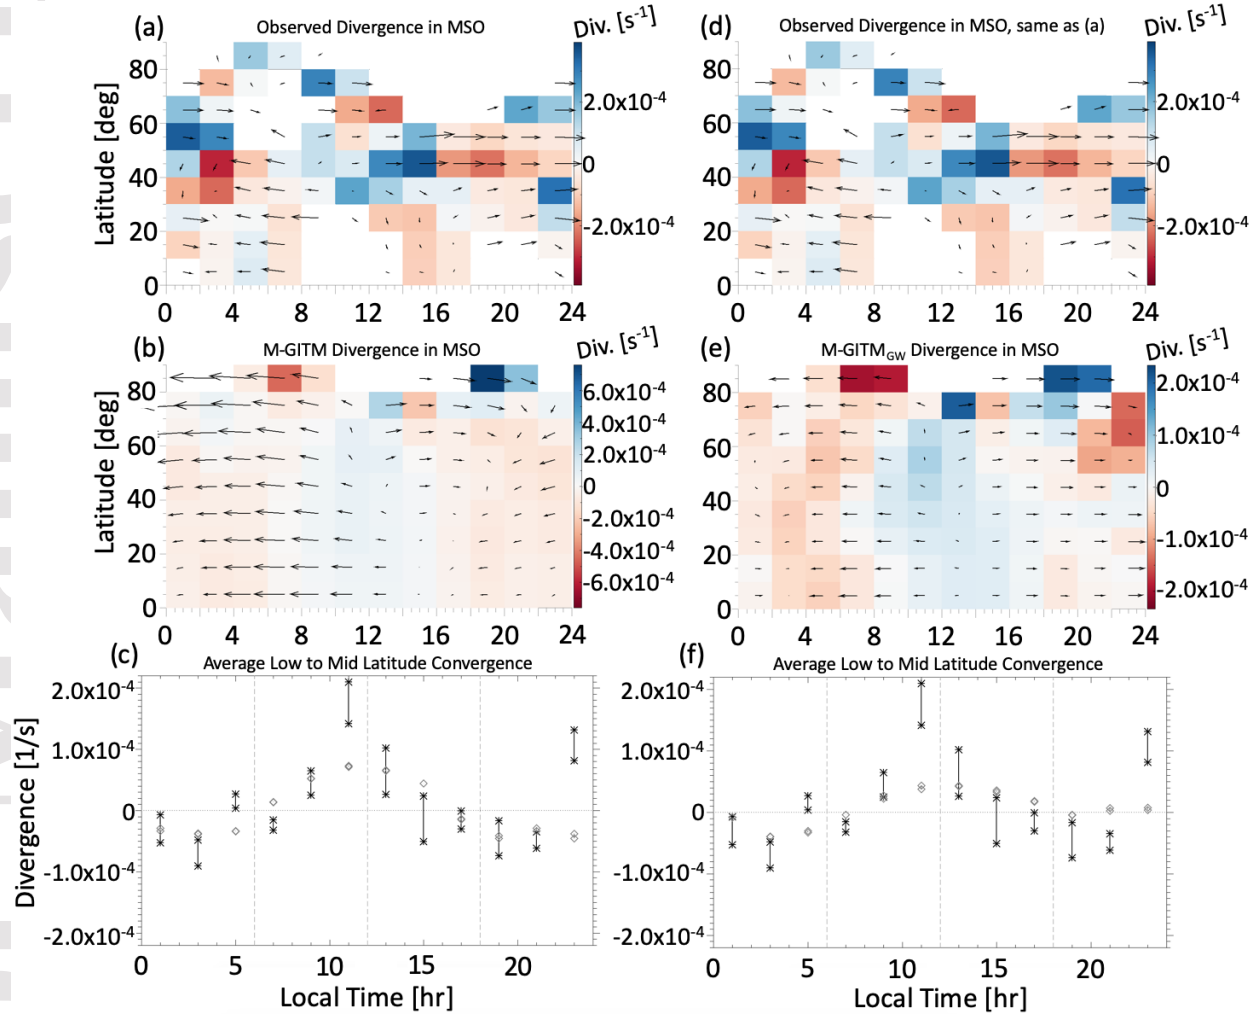 (a) Observed Divergence in MSO Div. [s⁻¹]
Latitude [deg]
80
60
40
20
0
0 4 8 12 16 20 24
2.0x10⁻⁴
0
-2.0x10⁻⁴
(d) Observed Divergence in MSO, same as (a) Div. [s⁻¹]
80
60
40
20
0
0 4 8 12 16 20 24
2.0x10⁻⁴
0
-2.0x10⁻⁴
(b) M-GITM Divergence in MSO Div. [s⁻¹]
Latitude [deg]
80
60
40
20
0
0 4 8 12 16 20 24
6.0x10⁻⁴
4.0x10⁻⁴
2.0x10⁻⁴
0
-2.0x10⁻⁴
-4.0x10⁻⁴
-6.0x10⁻⁴
(e) M-GITM_GW Divergence in MSO Div. [s⁻¹]
80
60
40
20
0
0 4 8 12 16 20 24
2.0x10⁻⁴
1.0x10⁻⁴
0
-1.0x10⁻⁴
-2.0x10⁻⁴
(c) Average Low to Mid Latitude Convergence
Divergence [1/s]
2.0x10⁻⁴
1.0x10⁻⁴
0
-1.0x10⁻⁴
-2.0x10⁻⁴
0 5 10 15 20
Local Time [hr]
(f) Average Low to Mid Latitude Convergence
2.0x10⁻⁴
1.0x10⁻⁴
0
-1.0x10⁻⁴
-2.0x10⁻⁴
0 5 10 15 20
Local Time [hr]